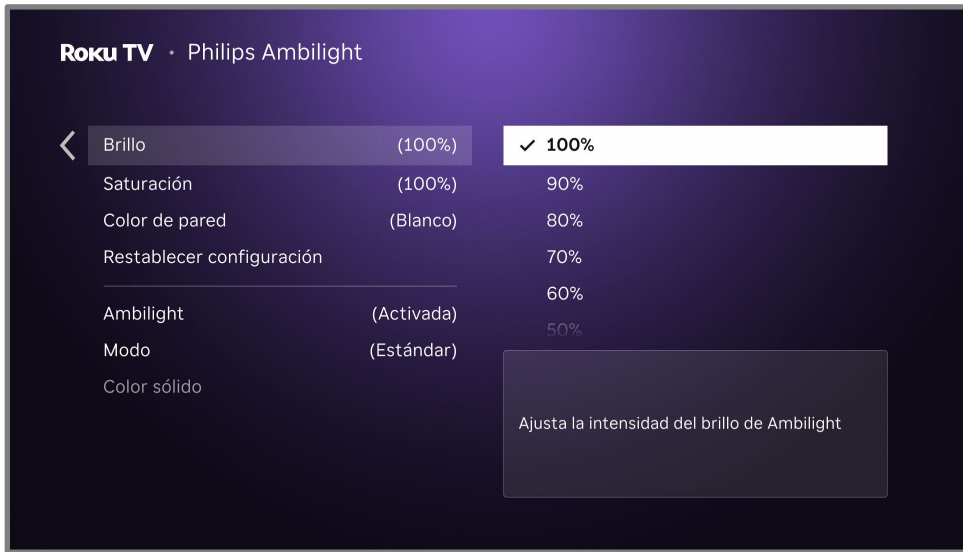 Roku TV · Philips Ambilight
Brillo (100%)
Saturación (100%)
Color de pared (Blanco)
Restablecer configuración
Ambilight (Activada)
Modo (Estándar)
Color sólido
✓ 100%
90%
80%
70%
60%
50%
Ajusta la intensidad del brillo de Ambilight